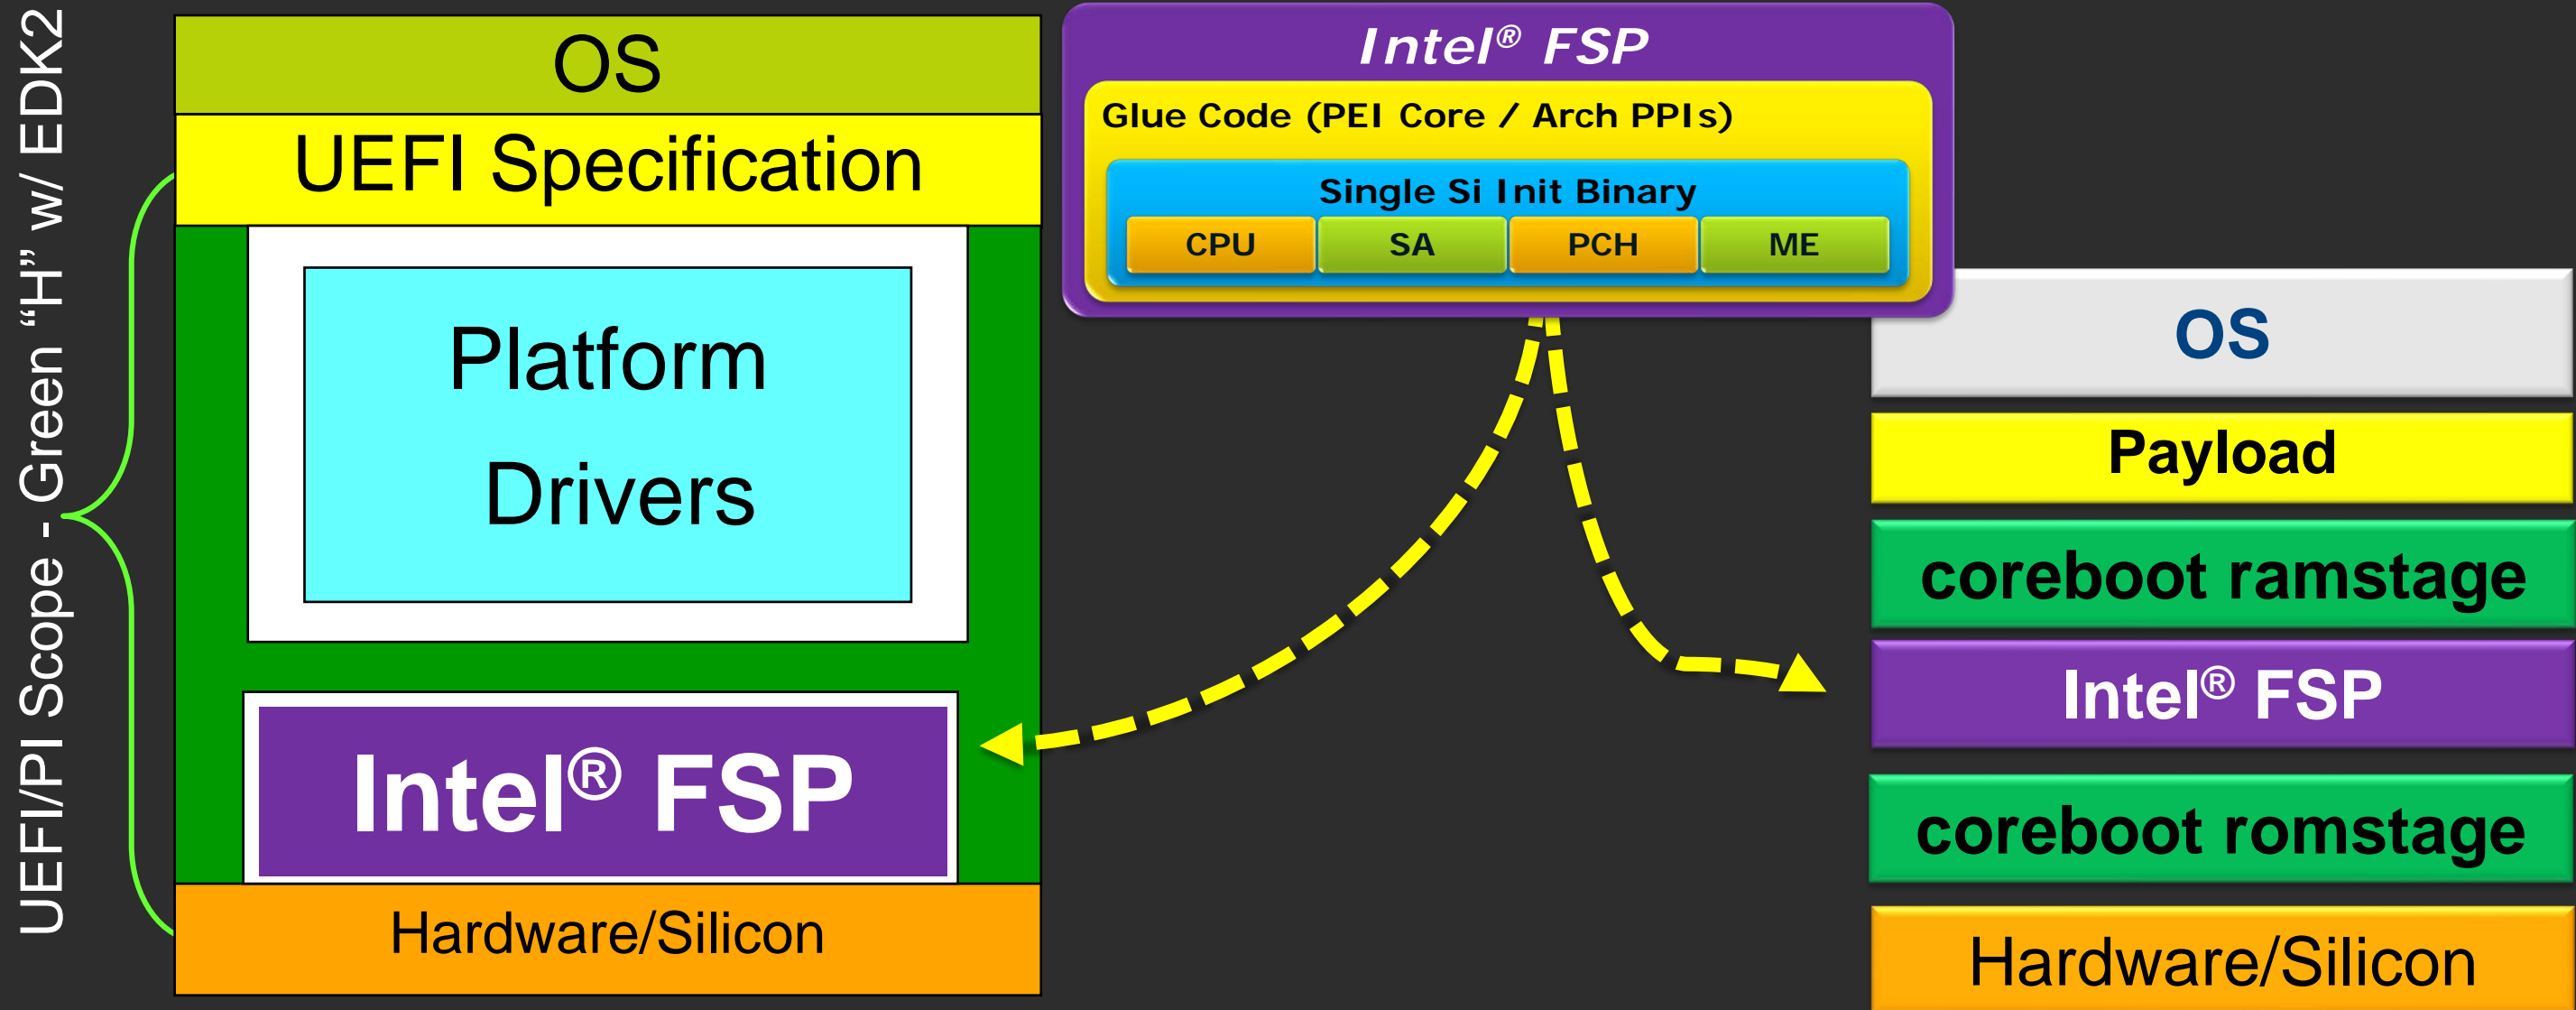 UEFI/PI Scope - Green “H” w/ EDK2
OS
UEFI Specification
Platform
Drivers
Intel® FSP
Hardware/Silicon
Intel® FSP
Glue Code (PEI Core / Arch PPIs)
Single Si Init Binary
CPU SA PCH ME
OS
Payload
coreboot ramstage
Intel® FSP
coreboot romstage
Hardware/Silicon